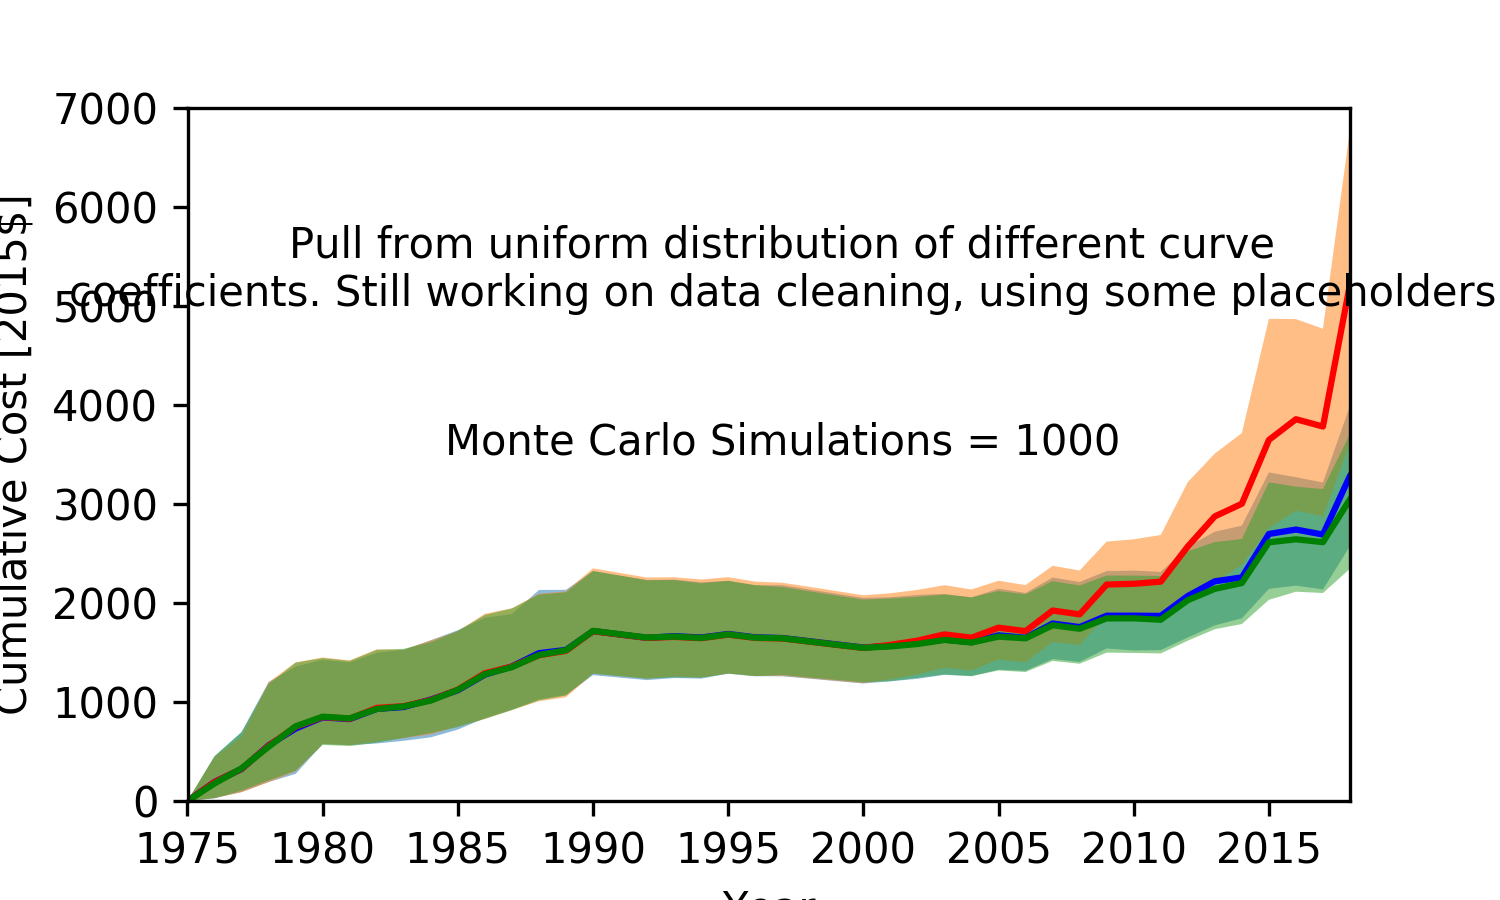 7000
6000
5000
4000
3000
2000
1000
0
Cumulative Cost [2015$]
Pull from uniform distribution of different curve
coefficients. Still working on data cleaning, using some placeholders
Monte Carlo Simulations = 1000
1975 1980 1985 1990 1995 2000 2005 2010 2015
Year